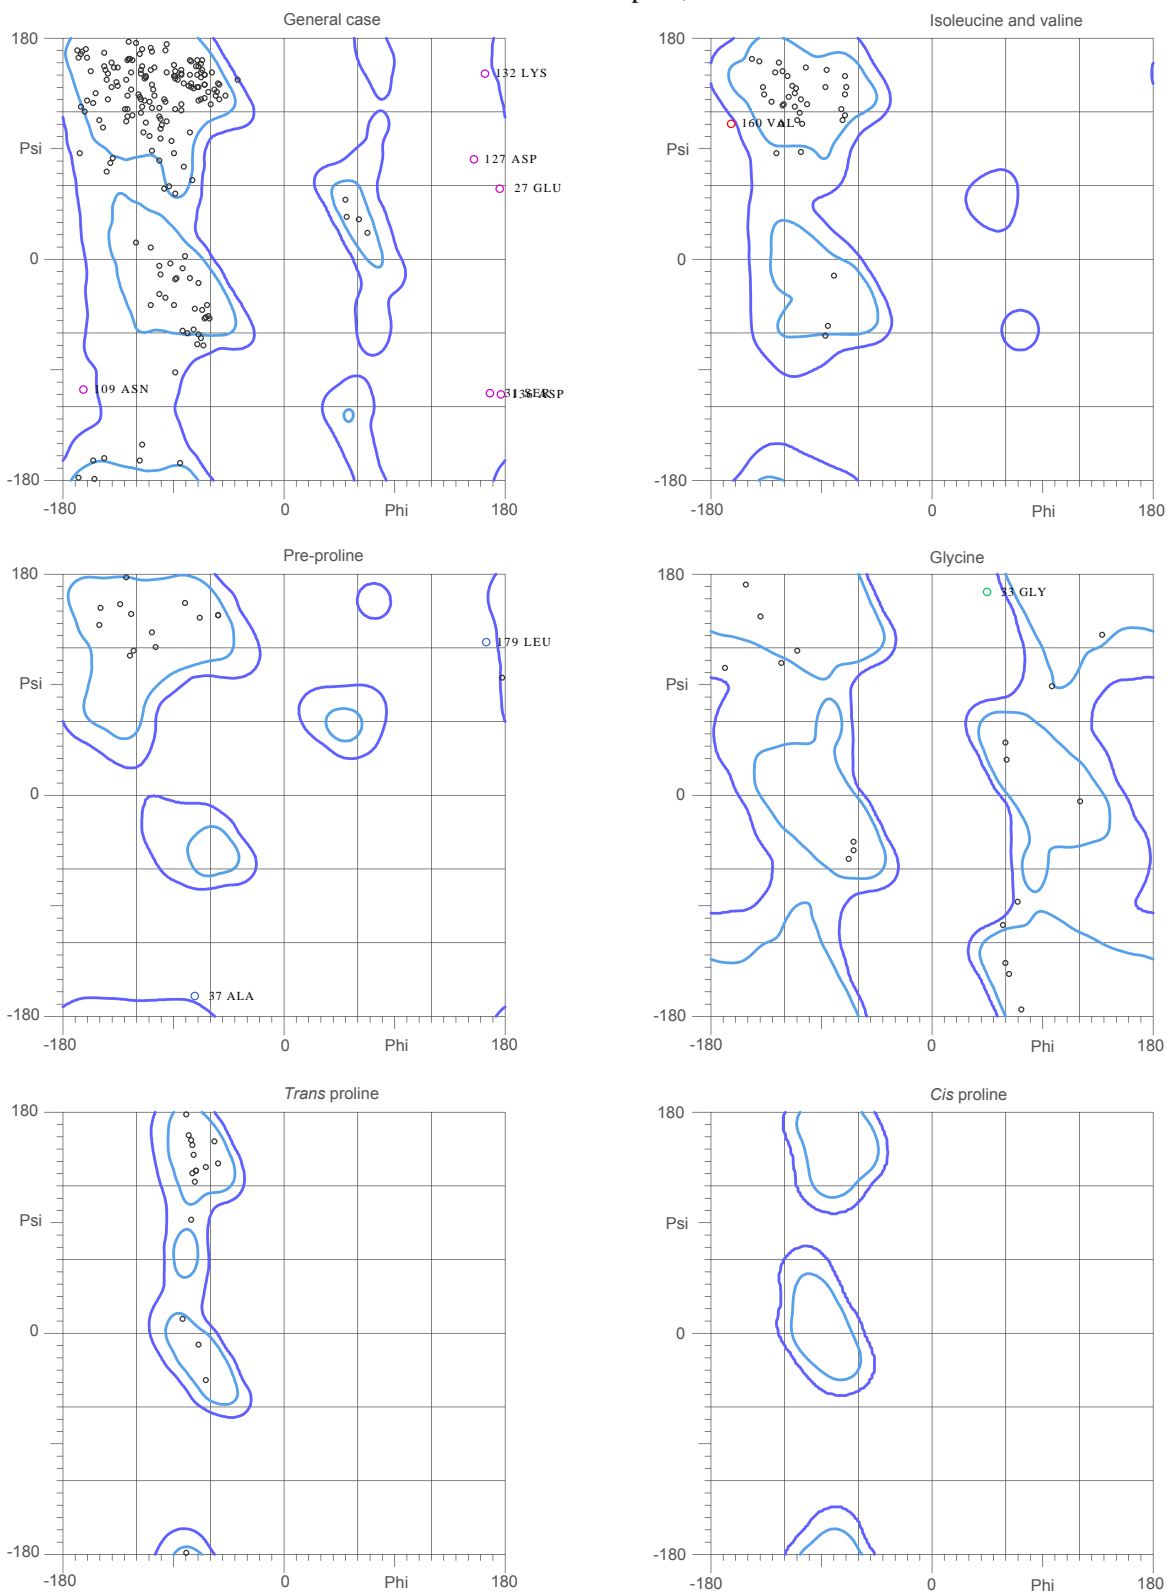 General case
180
Psi
0
-180
-180
0
Phi
180
132 LYS
127 ASP
27 GLU
109 ASN
31 SER
136 ASP
Isoleucine and valine
180
Psi
0
-180
-180
0
Phi
180
160 VAL
Pre-proline
180
Psi
0
-180
-180
0
Phi
180
179 LEU
37 ALA
Glycine
180
Psi
0
-180
-180
0
Phi
180
33 GLY
Trans proline
180
Psi
0
-180
-180
0
Phi
180
Cis proline
180
Psi
0
-180
-180
0
Phi
180